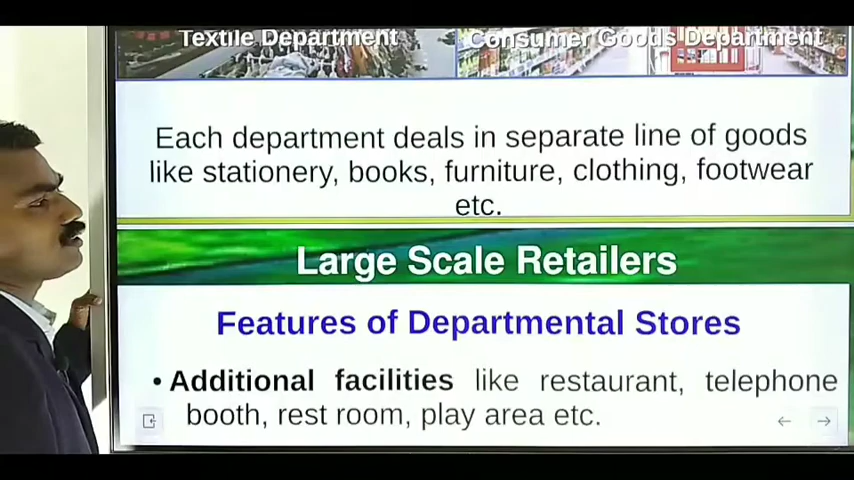 Textile Department
Consumer Goods Department
Each department deals in separate line of goods
like stationery, books, furniture, clothing, footwear
etc.
Large Scale Retailers
Features of Departmental Stores
• Additional facilities like restaurant, telephone
booth, rest room, play area etc.